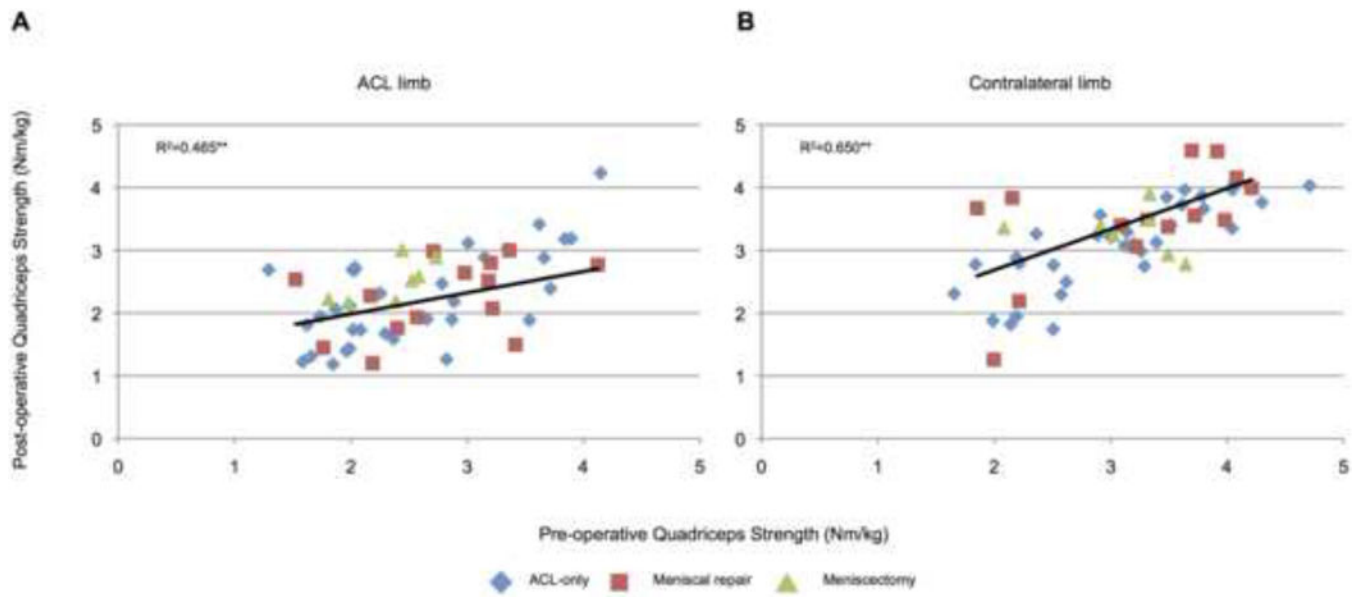 A
B
ACL limb
Contralateral limb
Post-operative Quadriceps Strength (Nm/kg)
5
4
3
2
1
0
R²=0.465**
0 1 2 3 4 5
5
4
3
2
1
0
R²=0.650**
0 1 2 3 4 5
Pre-operative Quadriceps Strength (Nm/kg)
ACL-only Meniscal repair Meniscectomy